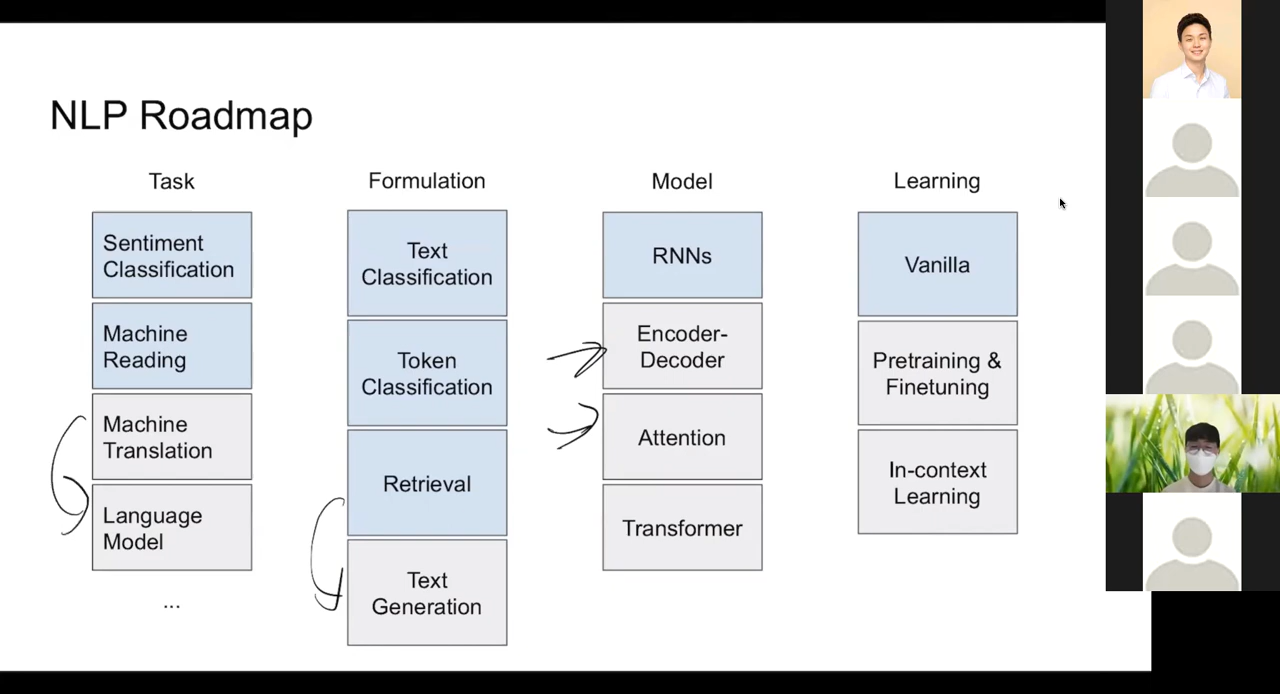 NLP Roadmap
Task
Sentiment
Classification
Machine
Reading
Machine
Translation
Language
Model
...
Formulation
Text
Classification
Token
Classification
Retrieval
Text
Generation
Model
RNNs
Encoder-
Decoder
Attention
Transformer
Learning
Vanilla
Pretraining &
Finetuning
In-context
Learning